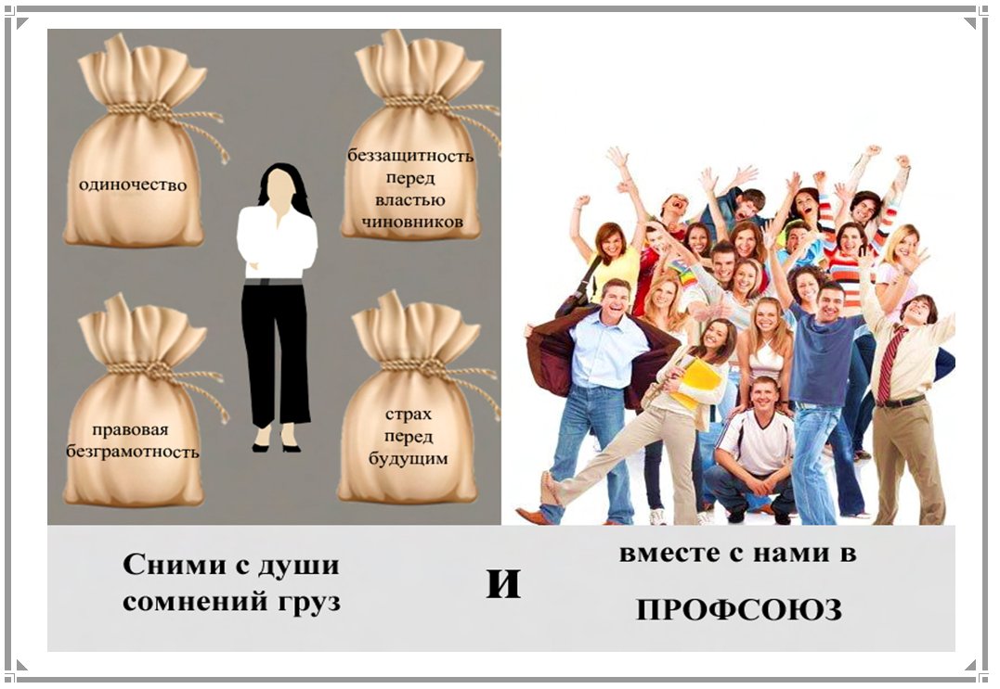 одиночество
беззащитность
перед
властью
чиновников
правовая
безграмотность
страх
перед
будущим
Сними с души
сомнений груз
и
вместе с нами в
ПРОФСОЮЗ